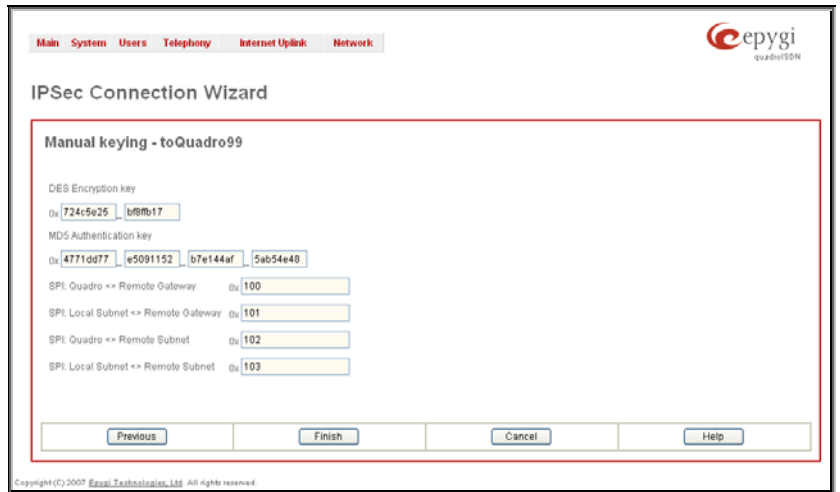 Main System Users Telephony Internet Uplink Network
epygi
quadroISDN
IPSec Connection Wizard
Manual keying - toQuadro99
DES Encryption key
0x 724c5e25 _ bf8ffb17
MD5 Authentication key
0x 4771dd77 _ e5091152 _ b7e144af _ 5ab54e48
SPI: Quadro <> Remote Gateway 0x 100
SPI: Local Subnet <> Remote Gateway 0x 101
SPI: Quadro <> Remote Subnet 0x 102
SPI: Local Subnet <> Remote Subnet 0x 103
Previous Finish Cancel Help
Copyright (C) 2007 Epygi Technologies, Ltd. All rights reserved.